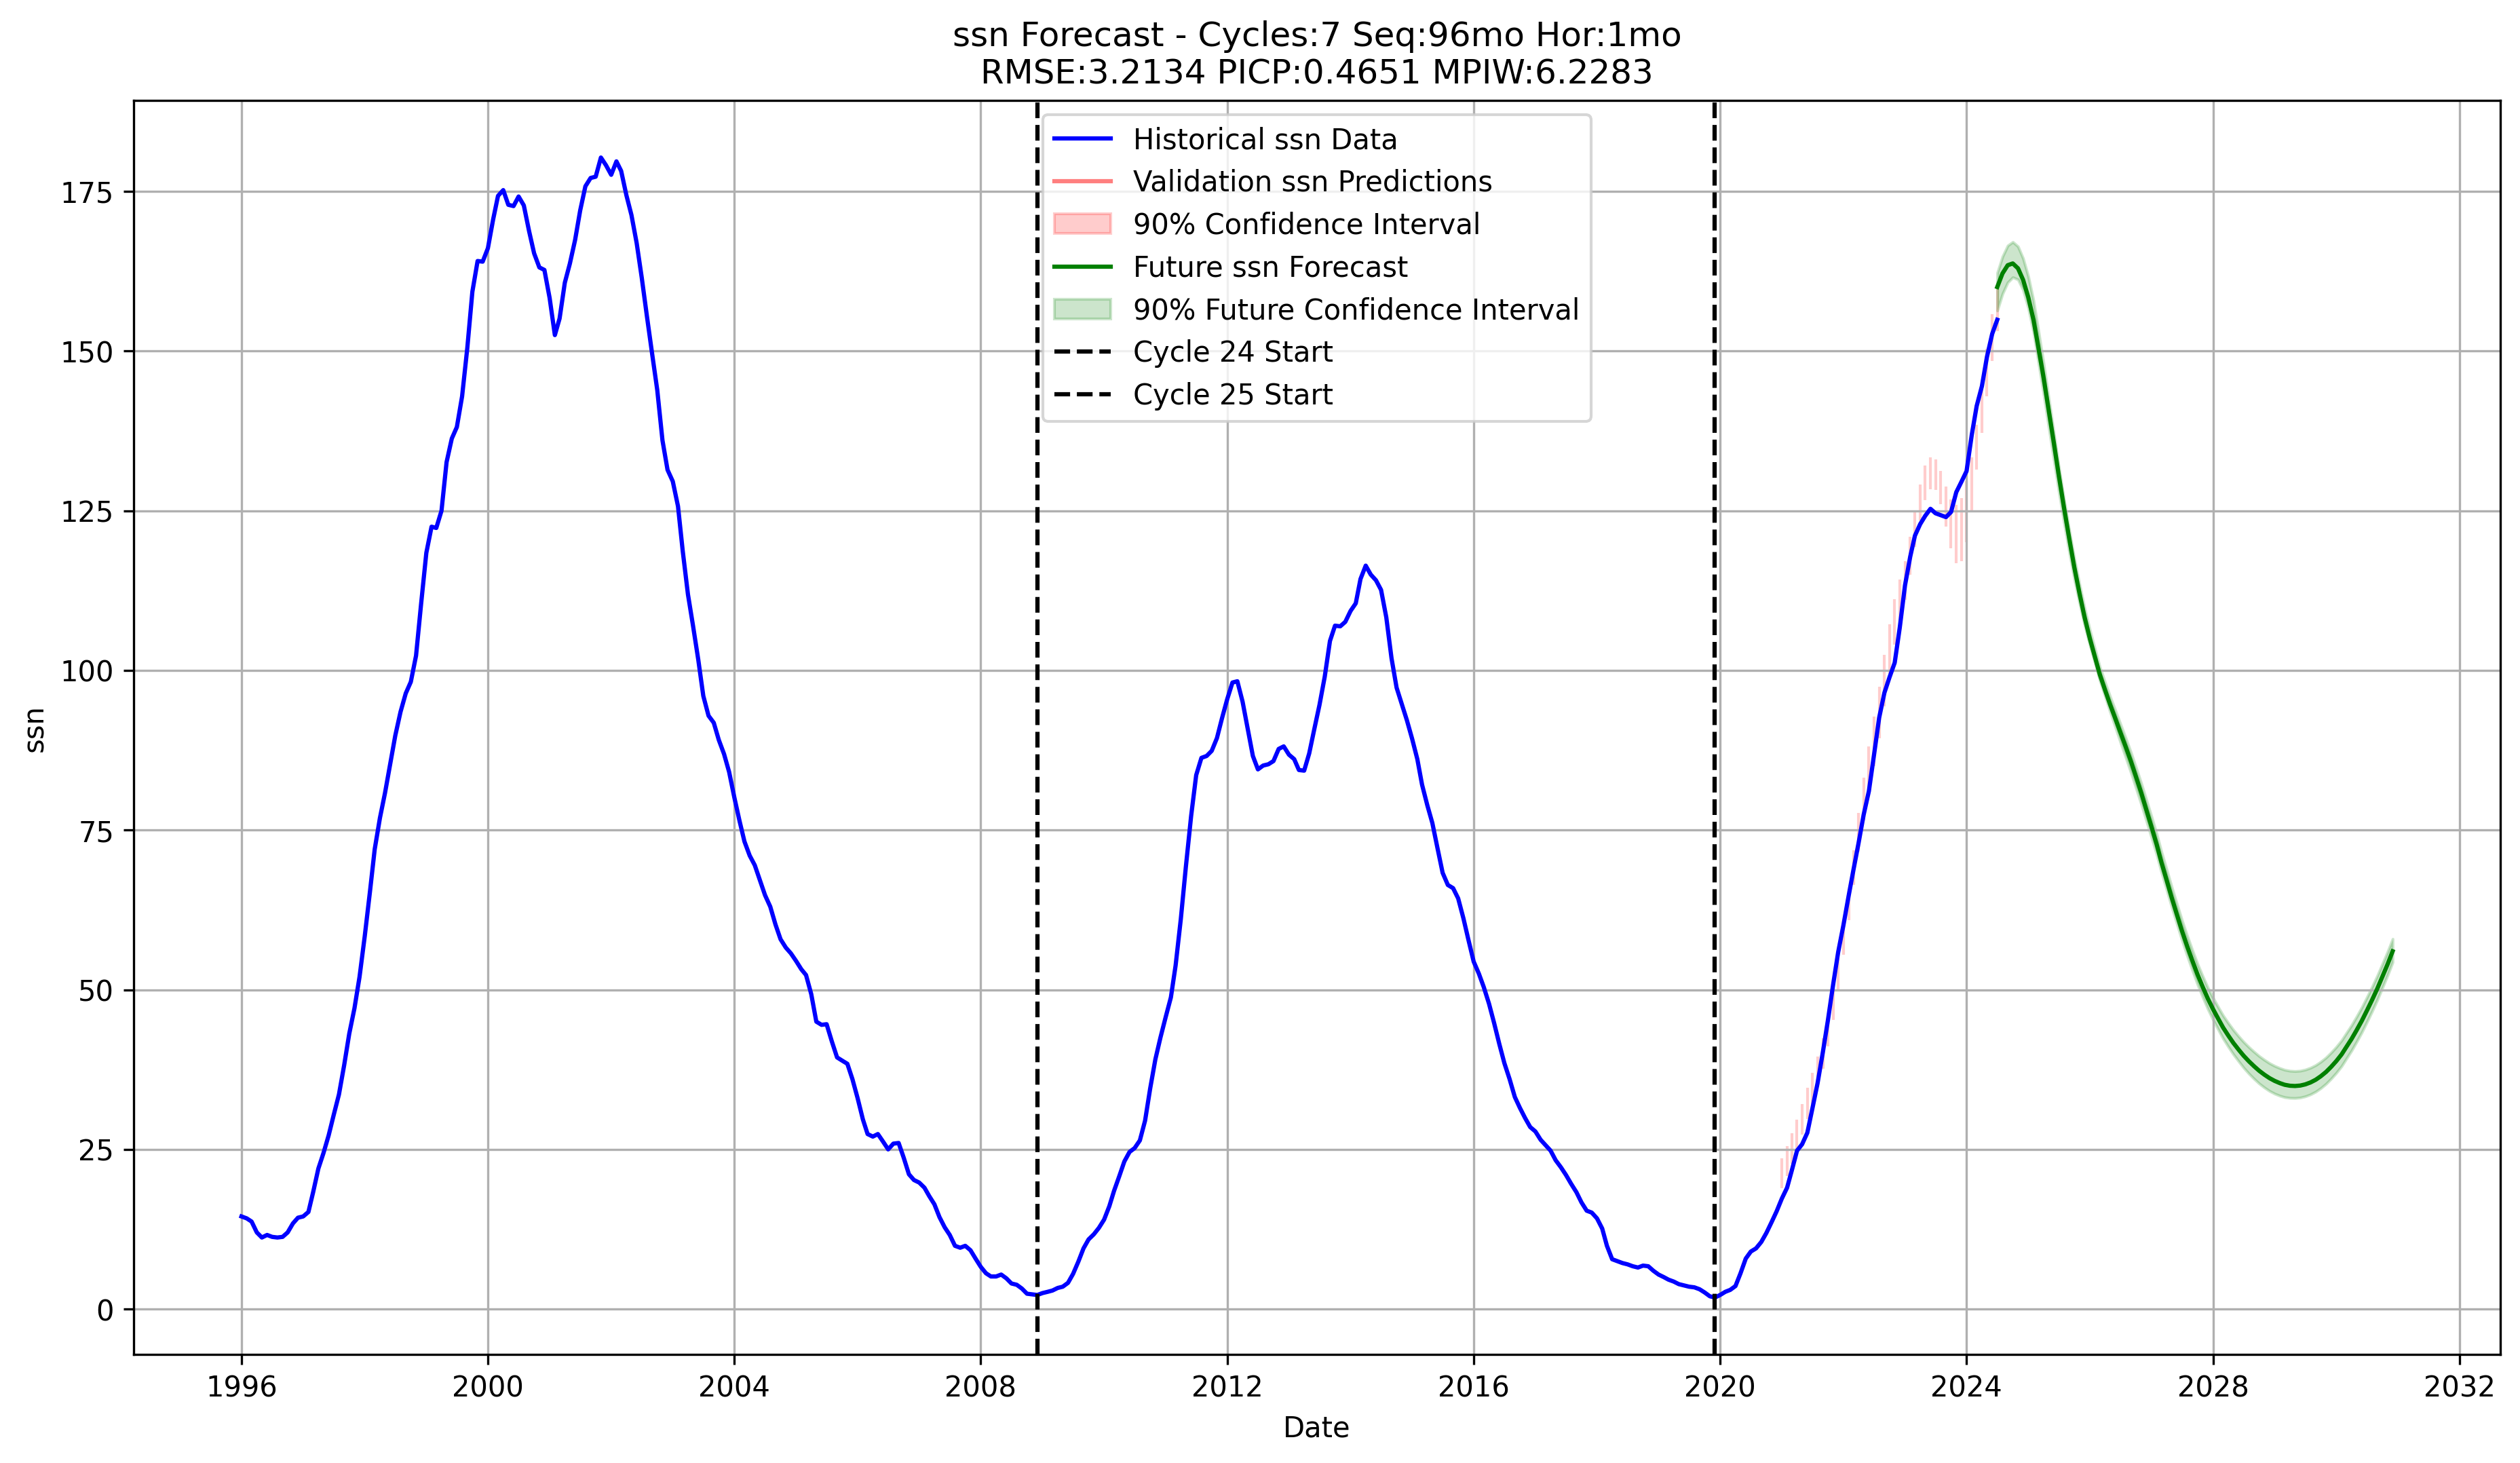 ssn Forecast - Cycles:7 Seq:96mo Hor:1mo
RMSE:3.2134 PICP:0.4651 MPIW:6.2283
Historical ssn Data
Validation ssn Predictions
90% Confidence Interval
Future ssn Forecast
90% Future Confidence Interval
Cycle 24 Start
Cycle 25 Start
175
150
125
100
75
50
25
0
ssn
1996 2000 2004 2008 2012 2016 2020 2024 2028 2032
Date